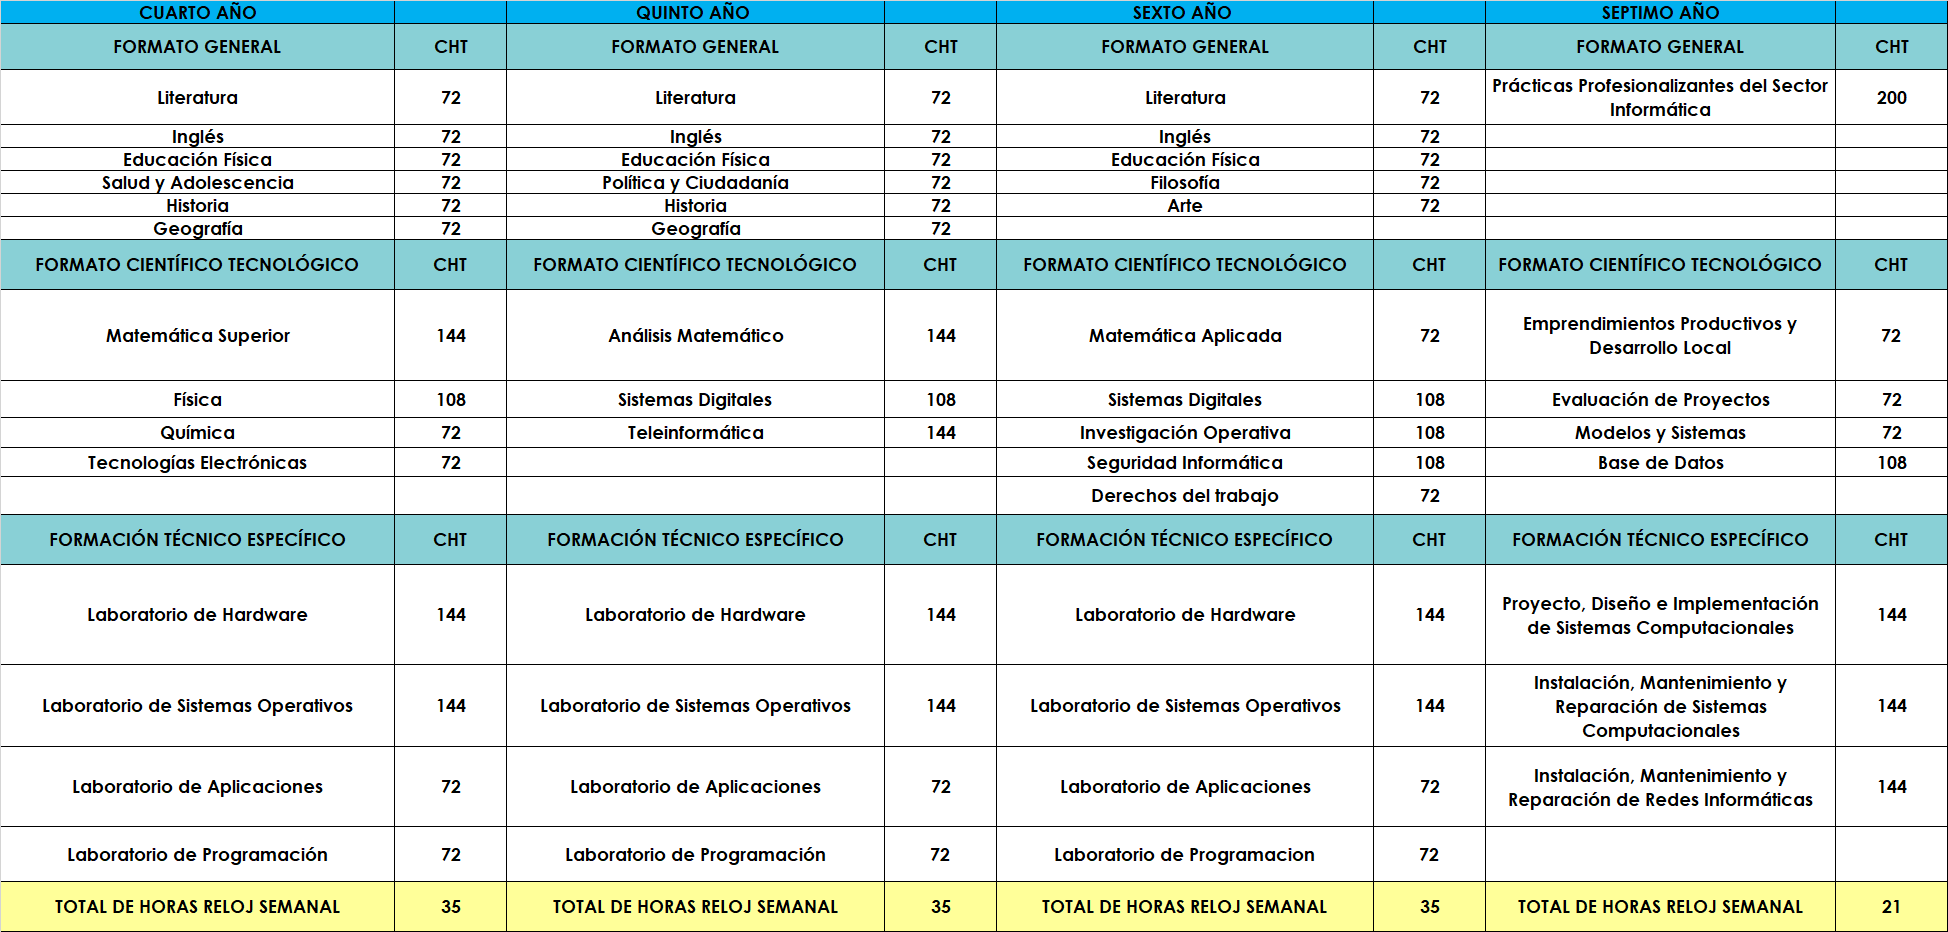 CUARTO AÑO QUINTO AÑO SEXTO AÑO SEPTIMO AÑO
FORMATO GENERAL CHT FORMATO GENERAL CHT FORMATO GENERAL CHT FORMATO GENERAL CHT
Literatura 72 Literatura 72 Literatura 72 Prácticas Profesionalizantes del Sector
Informática 200
Inglés 72 Inglés 72 Inglés 72
Educación Física 72 Educación Física 72 Educación Física 72
Salud y Adolescencia 72 Política y Ciudadanía 72 Filosofía 72
Historia 72 Historia 72 Arte 72
Geografía 72 Geografía 72
FORMATO CIENTÍFICO TECNOLÓGICO CHT FORMATO CIENTÍFICO TECNOLÓGICO CHT FORMATO CIENTÍFICO TECNOLÓGICO CHT FORMATO CIENTÍFICO TECNOLÓGICO CHT
Matemática Superior 144 Análisis Matemático 144 Matemática Aplicada 72 Emprendimientos Productivos y
Desarrollo Local 72
Física 108 Sistemas Digitales 108 Sistemas Digitales 108 Evaluación de Proyectos 72
Química 72 Teleinformática 144 Investigación Operativa 108 Modelos y Sistemas 72
Tecnologías Electrónicas 72 Seguridad Informática 108 Base de Datos 108
Derechos del trabajo 72
FORMACIÓN TÉCNICO ESPECÍFICO CHT FORMACIÓN TÉCNICO ESPECÍFICO CHT FORMACIÓN TÉCNICO ESPECÍFICO CHT FORMACIÓN TÉCNICO ESPECÍFICO CHT
Laboratorio de Hardware 144 Laboratorio de Hardware 144 Laboratorio de Hardware 144 Proyecto, Diseño e Implementación
de Sistemas Computacionales 144
Laboratorio de Sistemas Operativos 144 Laboratorio de Sistemas Operativos 144 Laboratorio de Sistemas Operativos 144 Instalación, Mantenimiento y
Reparación de Sistemas
Computacionales 144
Laboratorio de Aplicaciones 72 Laboratorio de Aplicaciones 72 Laboratorio de Aplicaciones 72 Instalación, Mantenimiento y
Reparación de Redes Informáticas 144
Laboratorio de Programación 72 Laboratorio de Programación 72 Laboratorio de Programacion 72
TOTAL DE HORAS RELOJ SEMANAL 35 TOTAL DE HORAS RELOJ SEMANAL 35 TOTAL DE HORAS RELOJ SEMANAL 35 TOTAL DE HORAS RELOJ SEMANAL 21